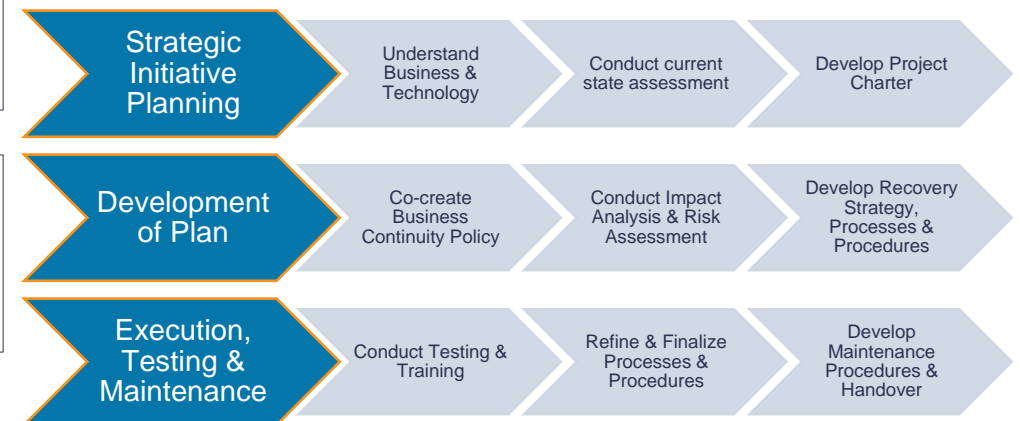 Strategic
Initiative
Planning
Understand
Business &
Technology
Conduct current
state assessment
Develop Project
Charter
Development
of Plan
Co-create
Business
Continuity Policy
Conduct Impact
Analysis & Risk
Assessment
Develop Recovery
Strategy,
Processes &
Procedures
Execution,
Testing &
Maintenance
Conduct Testing &
Training
Refine & Finalize
Processes &
Procedures
Develop
Maintenance
Procedures &
Handover